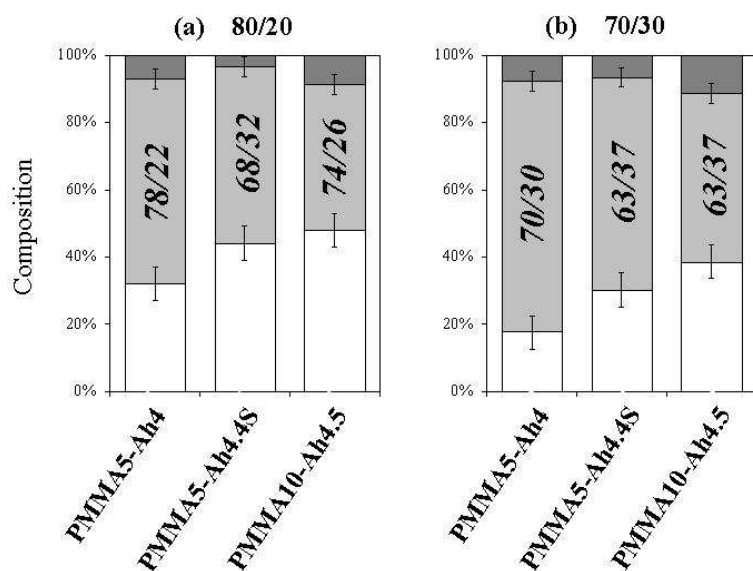 (a) 80/20
100%
80%
60%
40%
20%
0%
Composition
78/22
68/32
74/26
PMMA5-Ah4
PMMA5-Ah4.4S
PMMA10-Ah4.5
(b) 70/30
100%
80%
60%
40%
20%
0%
70/30
63/37
63/37
PMMA5-Ah4
PMMA5-Ah4.4S
PMMA10-Ah4.5